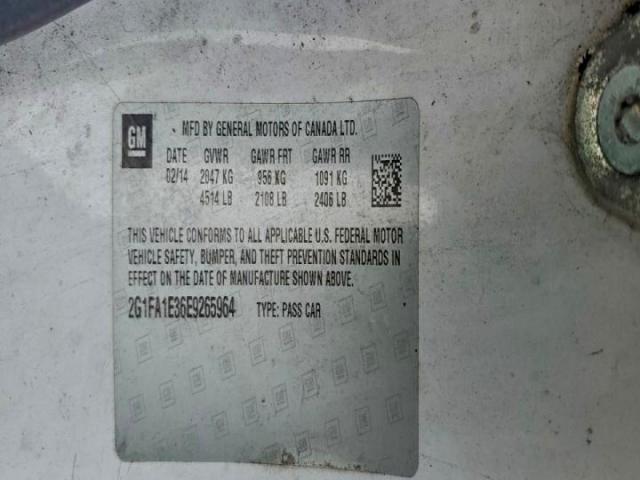 GM
MFD BY GENERAL MOTORS OF CANADA LTD.
DATE GVWR GAWR FRT GAWR RR
02/14 2047 KG 956 KG 1091 KG
4514 LB 2108 LB 2406 LB
THIS VEHICLE CONFORMS TO ALL APPLICABLE U.S. FEDERAL MOTOR
VEHICLE SAFETY, BUMPER, AND THEFT PREVENTION STANDARDS IN
EFFECT ON THE DATE OF MANUFACTURE SHOWN ABOVE.
2G1FA1E36E9265964 TYPE: PASS CAR